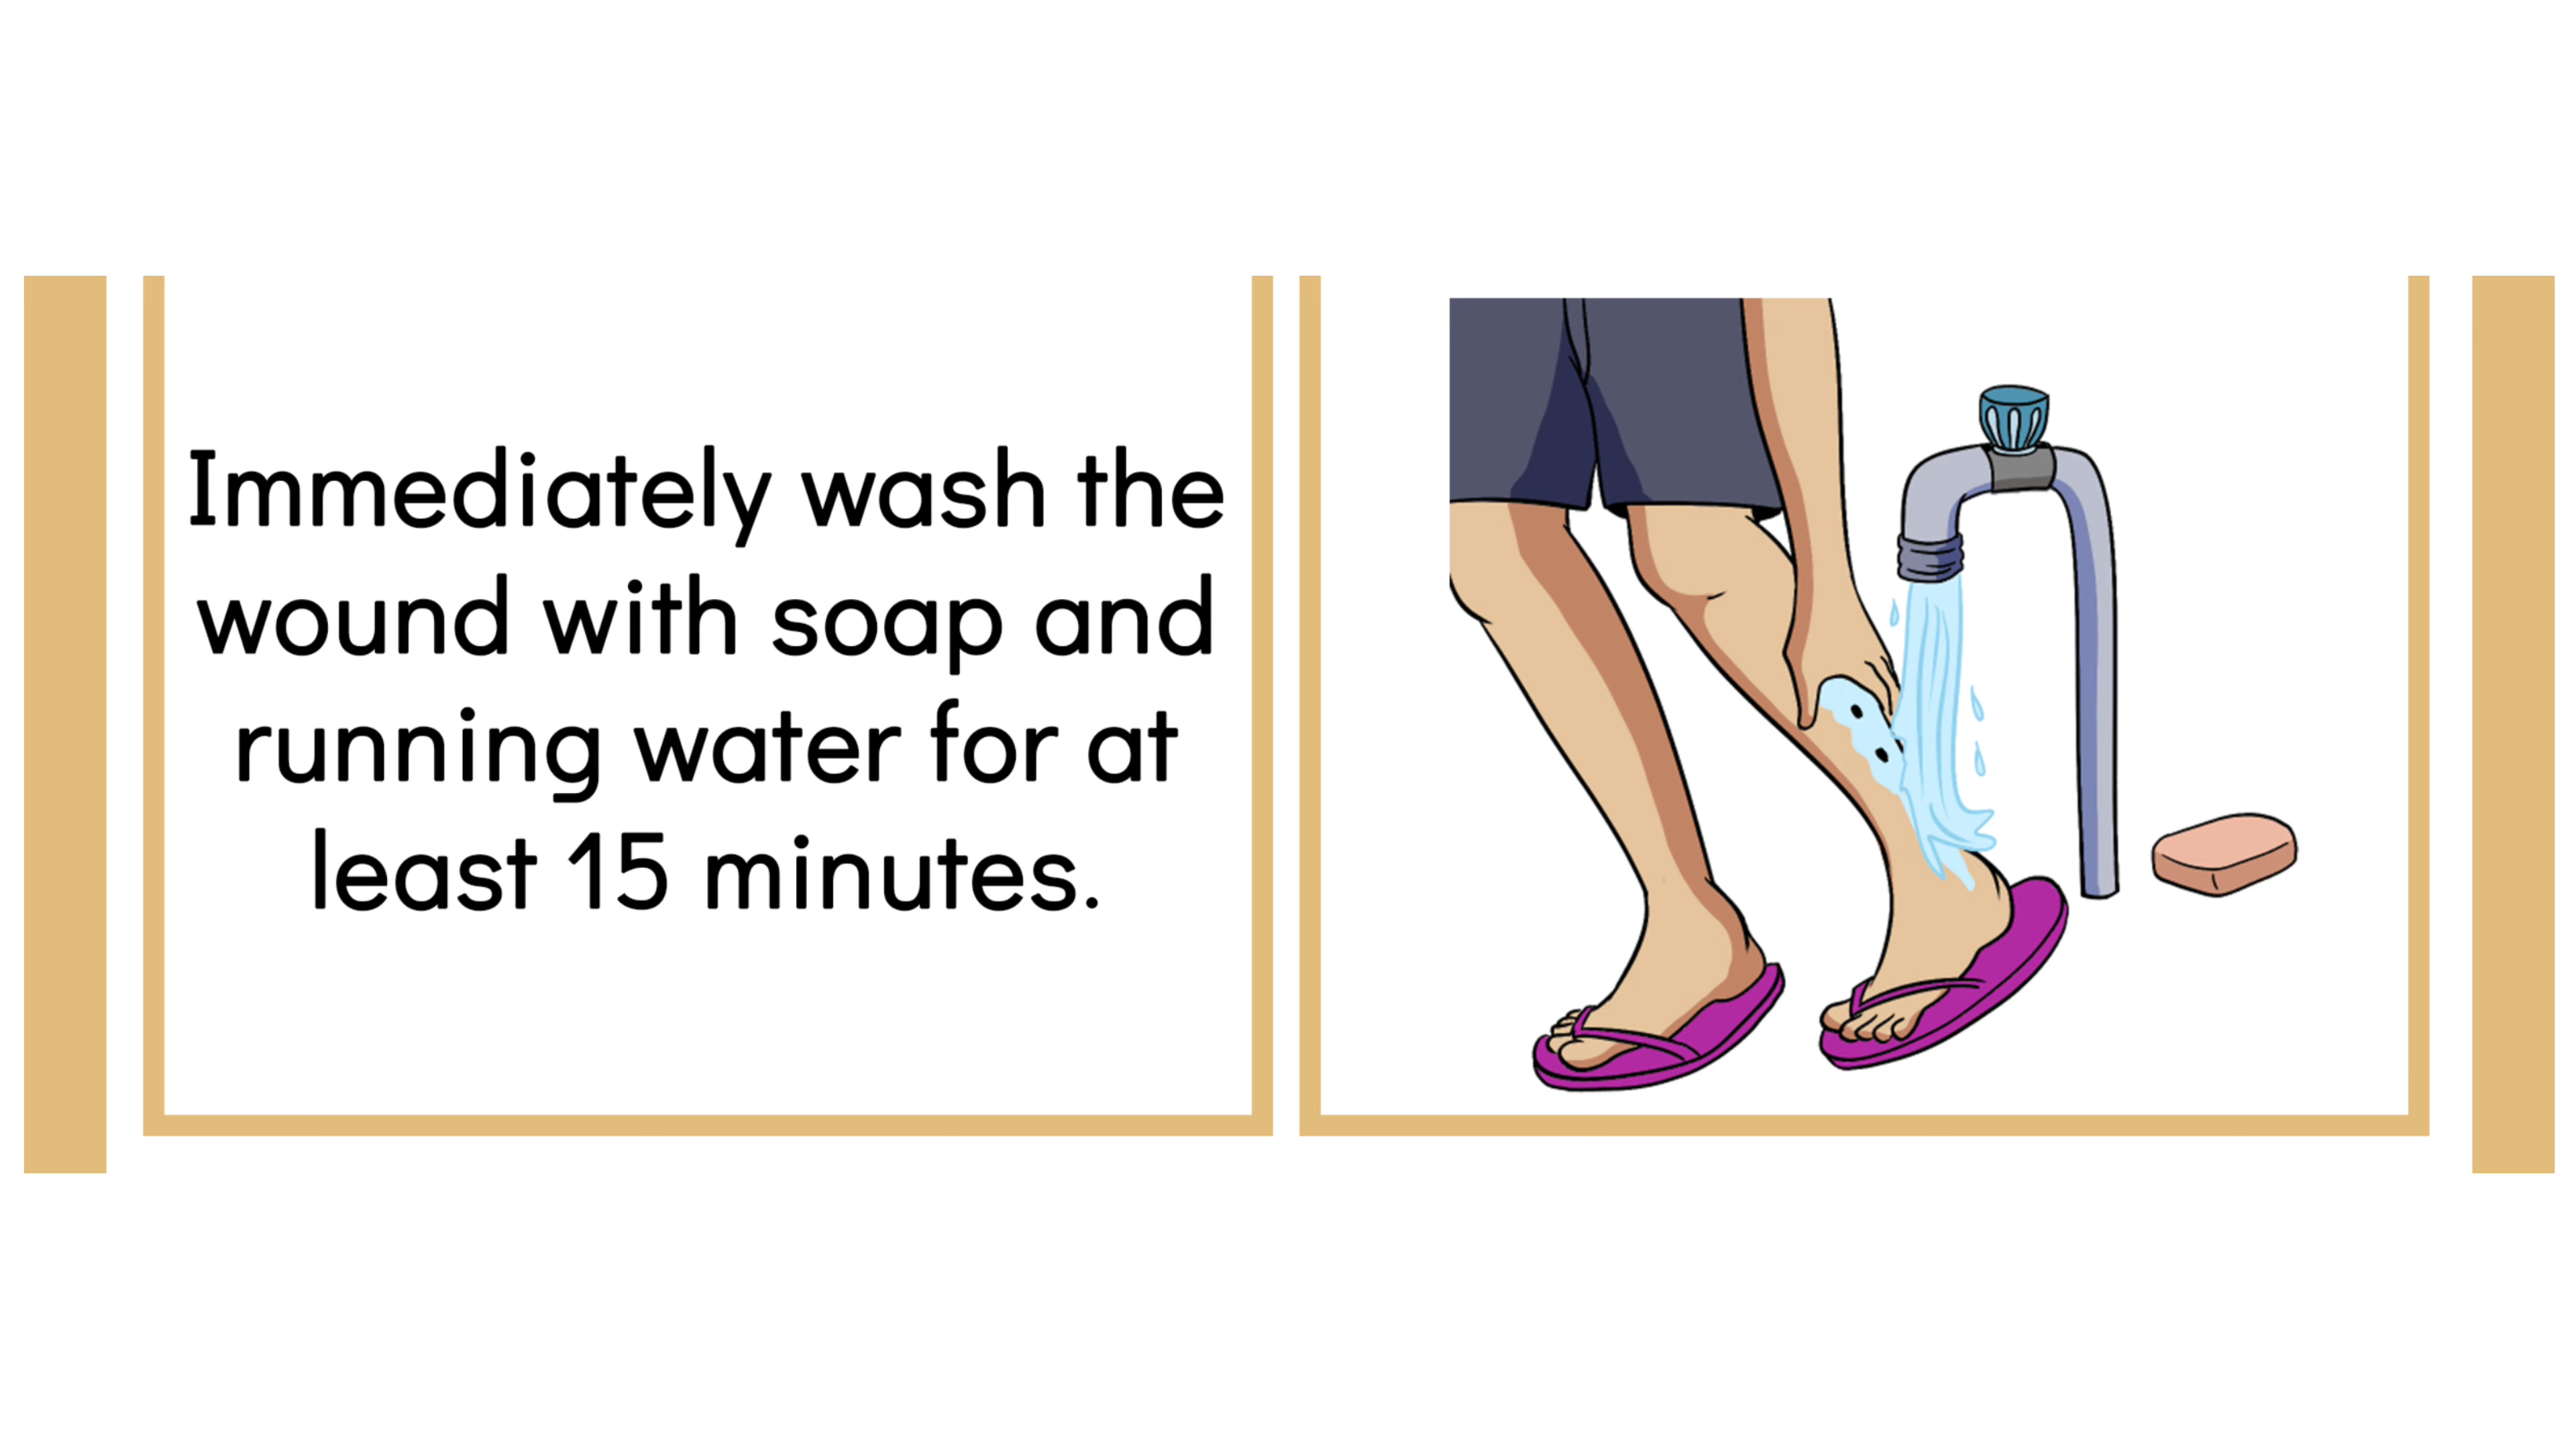 Immediately wash the
wound with soap and
running water for at
least 15 minutes.